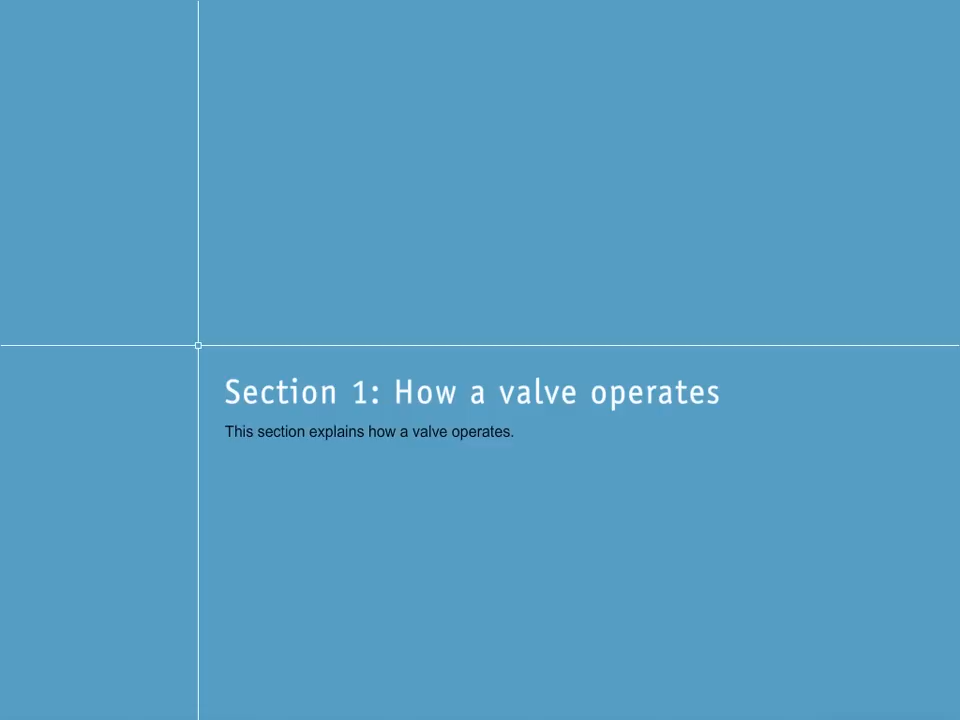 Section 1: How a valve operates
This section explains how a valve operates.